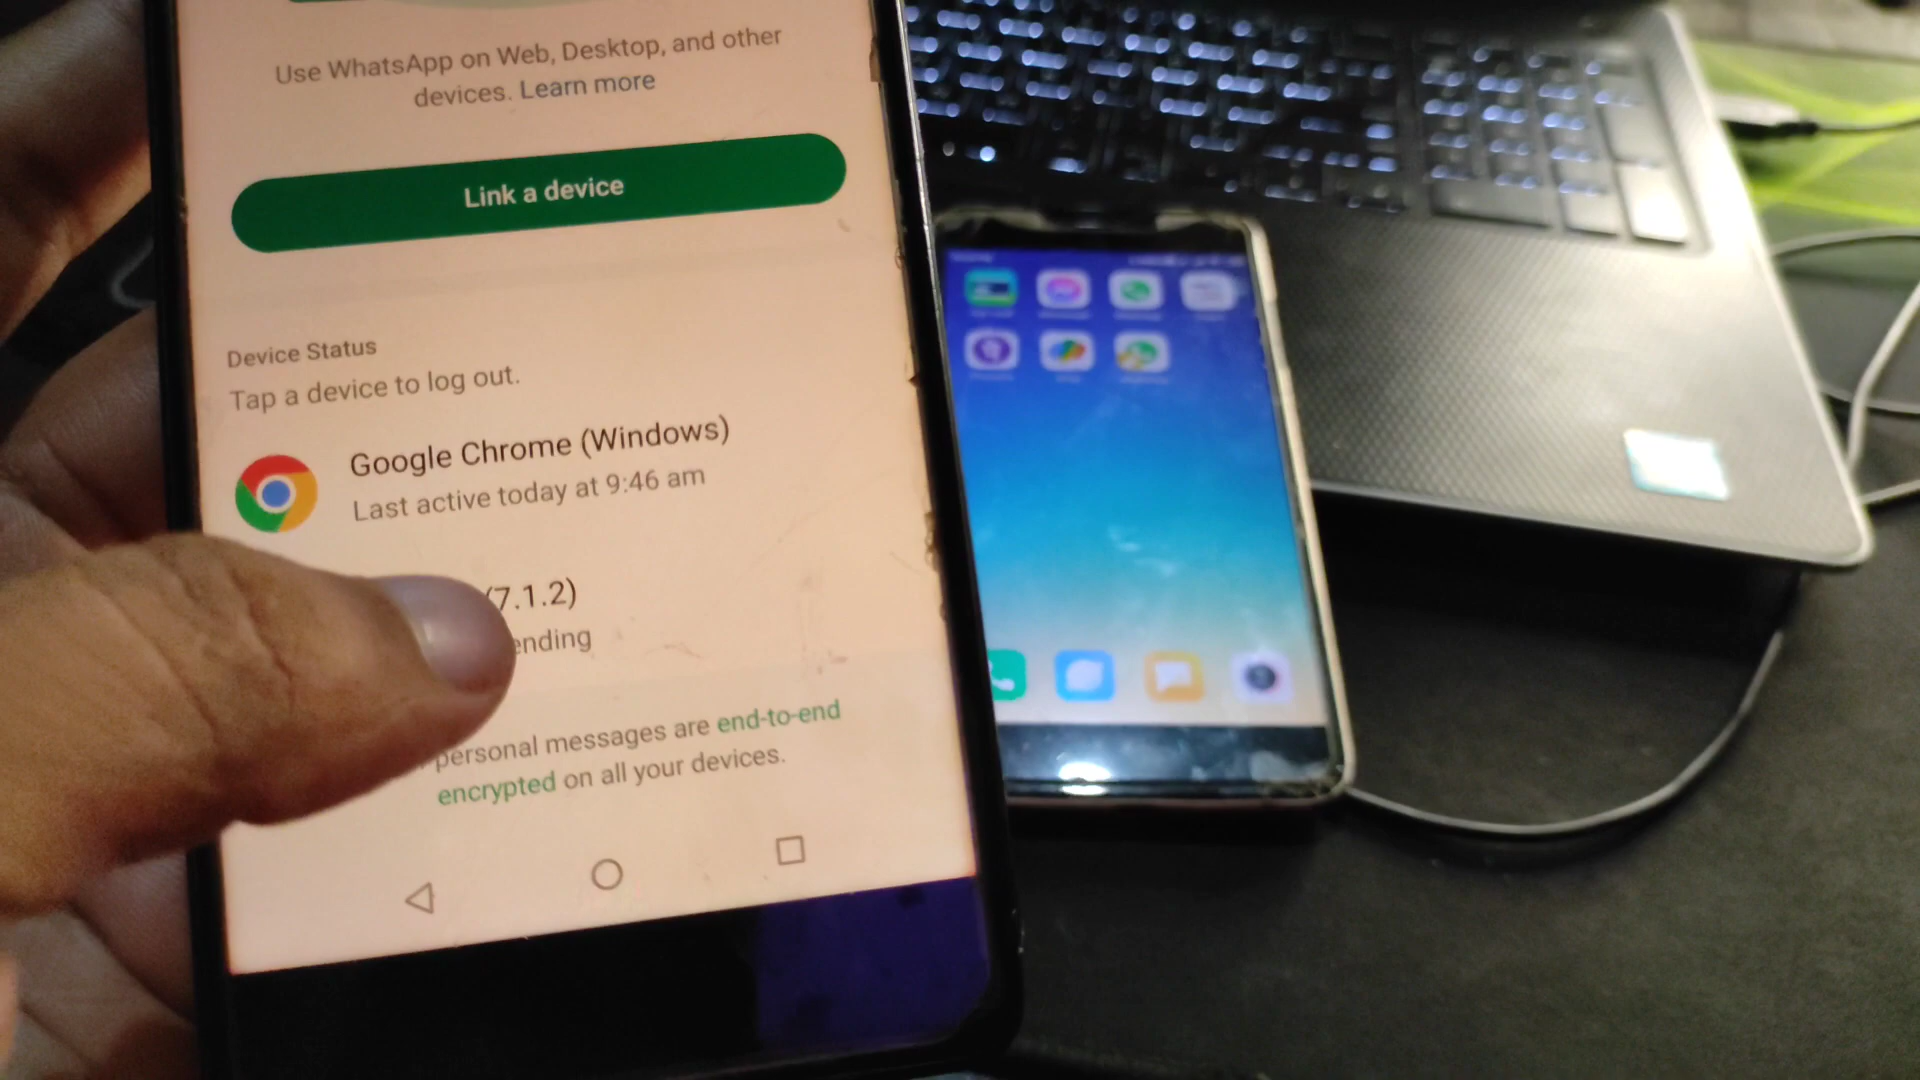 Use WhatsApp on Web, Desktop, and other
devices. Learn more
Link a device
Device Status
Tap a device to log out.
Google Chrome (Windows)
Last active today at 9:46 am
(7.1.2)
ending
personal messages are end-to-end
encrypted on all your devices.